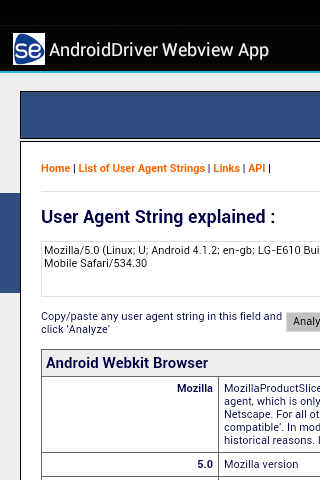 se AndroidDriver Webview App
Home | List of User Agent Strings | Links | API |
User Agent String explained :
Mozilla/5.0 (Linux; U; Android 4.1.2; en-gb; LG-E610 Bui
Mobile Safari/534.30
Copy/paste any user agent string in this field and
click 'Analyze'
Analy
Android Webkit Browser
Mozilla
MozillaProductSlice
agent, which is only
Netscape. For all ot
compatible'. In mod
historical reasons. I
5.0 Mozilla version